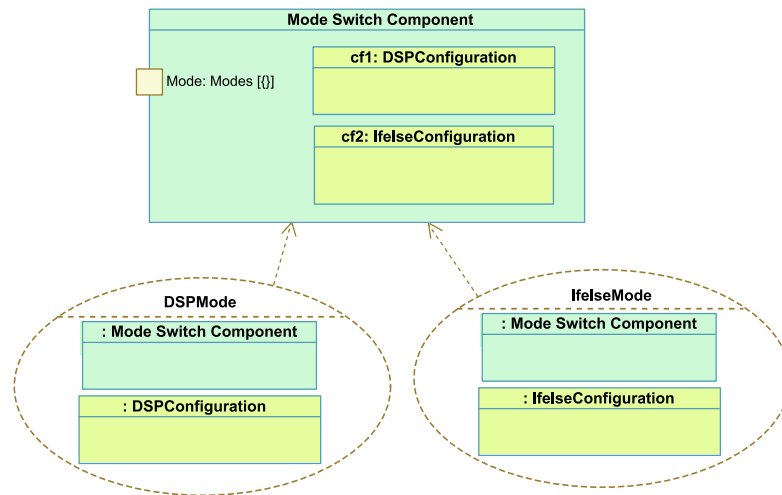 Mode Switch Component
cf1: DSPConfiguration
Mode: Modes [{}]
cf2: IfelseConfiguration
DSPMode
: Mode Switch Component
: DSPConfiguration
IfelseMode
: Mode Switch Component
: IfelseConfiguration